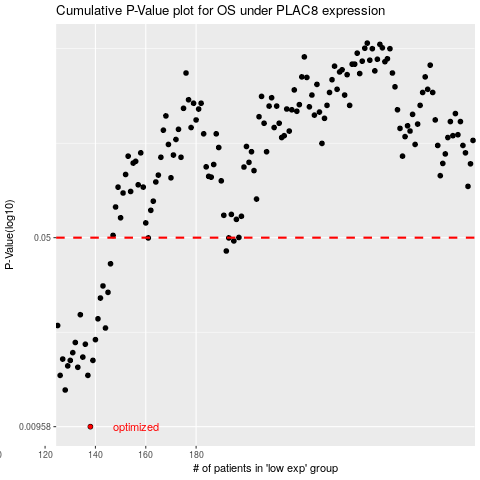 Cumulative P-Value plot for OS under PLAC8 expression
P-Value(log10)
0.05
0.00958
optimized
0 120 140 160 180
# of patients in 'low exp' group